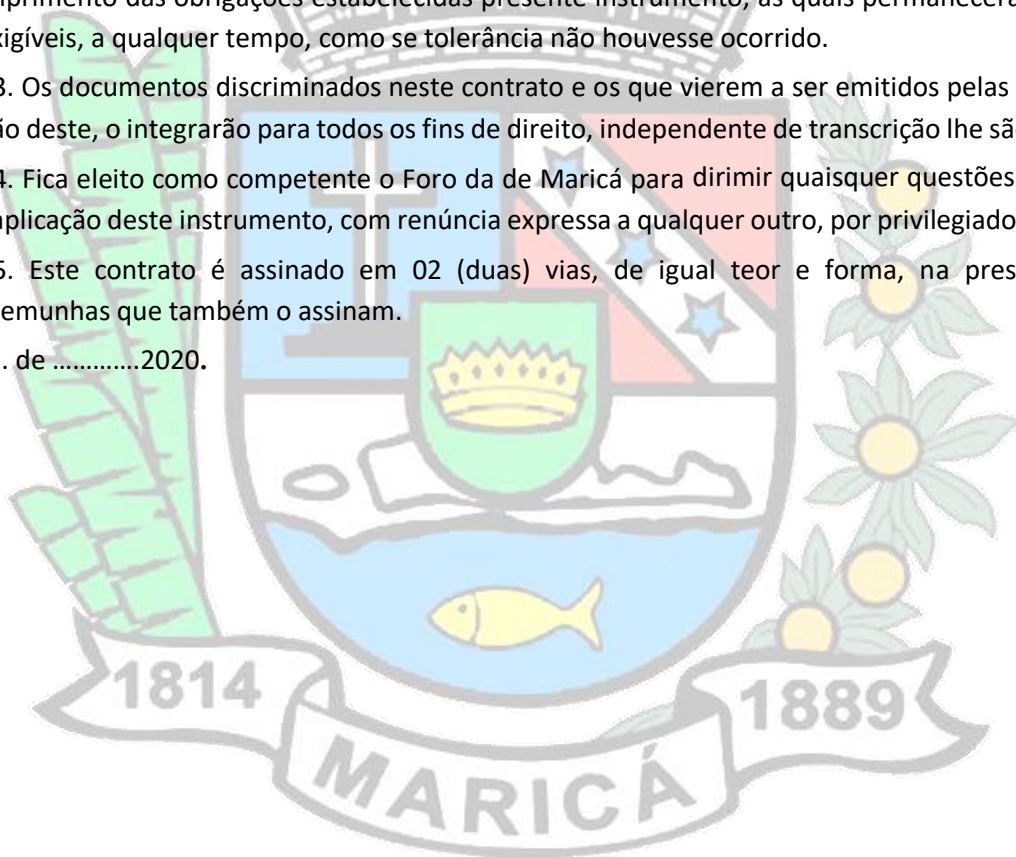 primento das obrigações estabelecidas presente instrumento, as quais permanecerá
xigíveis, a qualquer tempo, como se tolerância não houvesse ocorrido.
3. Os documentos discriminados neste contrato e os que vierem a ser emitidos pelas
ão deste, o integrarão para todos os fins de direito, independente de transcrição lhe sã
4. Fica eleito como competente o Foro da de Maricá para dirimir quaisquer questões
aplicação deste instrumento, com renúncia expressa a qualquer outro, por privilegiado
5. Este contrato é assinado em 02 (duas) vias, de igual teor e forma, na pres
temunhas que também o assinam.
. de .............2020.
1814
1889
MARICÁ